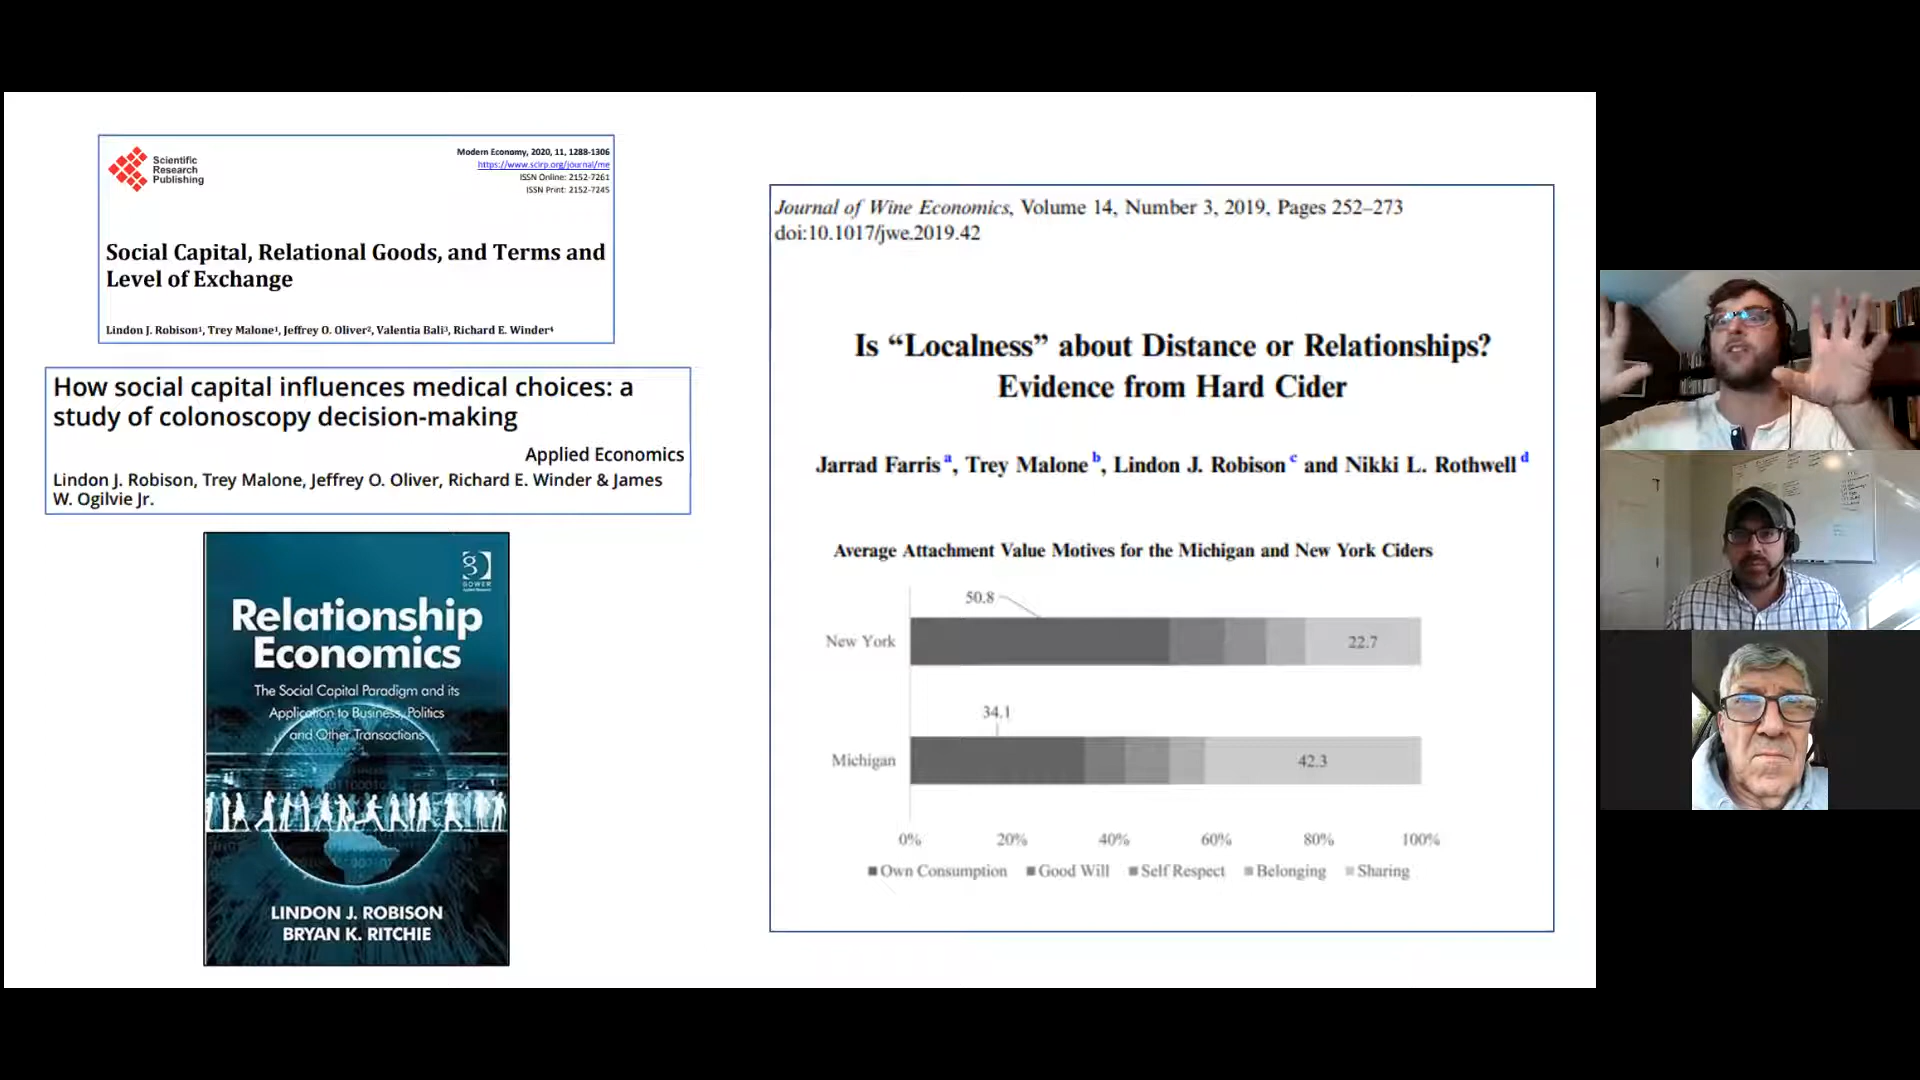 Scientific
Research
Publishing
Modern Economy, 2020, 11, 1288-1306
https://www.scirp.org/journal/me
ISSN Online: 2152-7261
ISSN Print: 2152-7245
Social Capital, Relational Goods, and Terms and
Level of Exchange
Lindon J. Robison¹, Trey Malone¹, Jeffrey O. Oliver², Valentia Bali³, Richard E. Winder⁴
How social capital influences medical choices: a
study of colonoscopy decision-making
Applied Economics
Lindon J. Robison, Trey Malone, Jeffrey O. Oliver, Richard E. Winder & James
W. Ogilvie Jr.
GOWER
Relationship
Economics
The Social Capital Paradigm and its
Application to Business, Politics
and Other Transactions
LINDON J. ROBISON
BRYAN K. RITCHIE
Journal of Wine Economics, Volume 14, Number 3, 2019, Pages 252–273
doi:10.1017/jwe.2019.42
Is “Localness” about Distance or Relationships?
Evidence from Hard Cider
Jarrad Farris a, Trey Malone b, Lindon J. Robison c and Nikki L. Rothwell d
Average Attachment Value Motives for the Michigan and New York Ciders
50.8
New York 22.7
34.1
Michigan 42.3
0% 20% 40% 60% 80% 100%
Own Consumption Good Will Self Respect Belonging Sharing